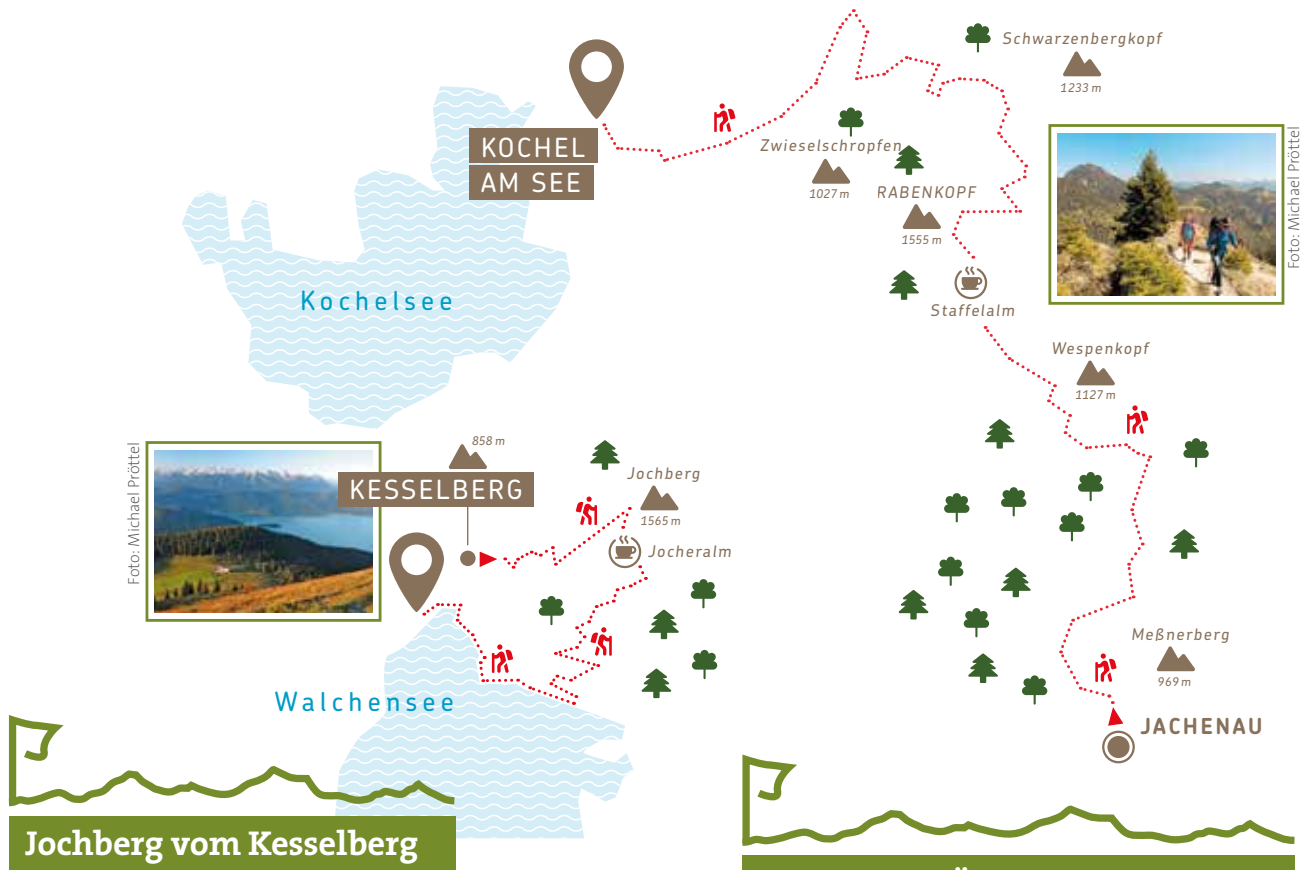 Schwarzenbergkopf
1233 m
KOCHEL
AM SEE
Zwieselschropfen
1027 m
RABENKOPF
1555 m
Foto: Michael Pröttel
Kochelsee
Staffelalm
Wespenkopf
1127 m
858 m
KESSELBERG
Foto: Michael Pröttel
Jochberg
1565 m
Jocheralm
Meßnerberg
969 m
Walchensee
JACHENAU
Jochberg vom Kesselberg